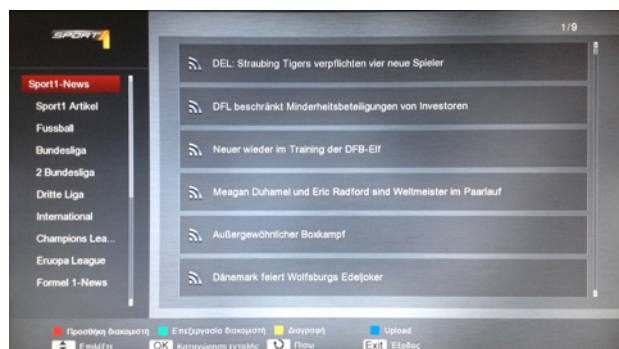 SPORT1
1/9
Sport1-News
Sport1 Artikel
Fussball
Bundesliga
2 Bundesliga
Dritte Liga
International
Champions Lea...
Eruopa League
Formel 1-News
DEL: Straubing Tigers verpflichten vier neue Spieler
DFL beschränkt Minderheitsbeteiligungen von Investoren
Neuer wieder im Training der DFB-Elf
Meagan Duhamel und Eric Radford sind Weltmeister im Paarlauf
Außergewöhnlicher Boxkampf
Dänemark feiert Wolfsburgs Edeljoker
Προσθήκη διακομιστή Επεξεργασία διακομιστή Διαγραφή Upload
Επιλέξτε OK Καταχώρηση εντολής Πίσω Exit Έξοδος